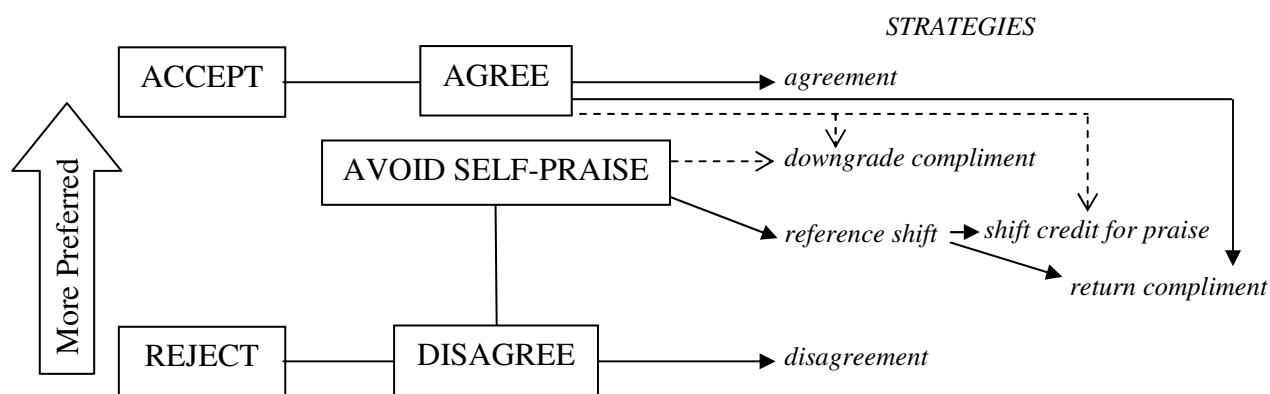 STRATEGIES
ACCEPT
AGREE
agreement
downgrade compliment
AVOID SELF-PRAISE
reference shift
shift credit for praise
return compliment
More Preferred
REJECT
DISAGREE
disagreement